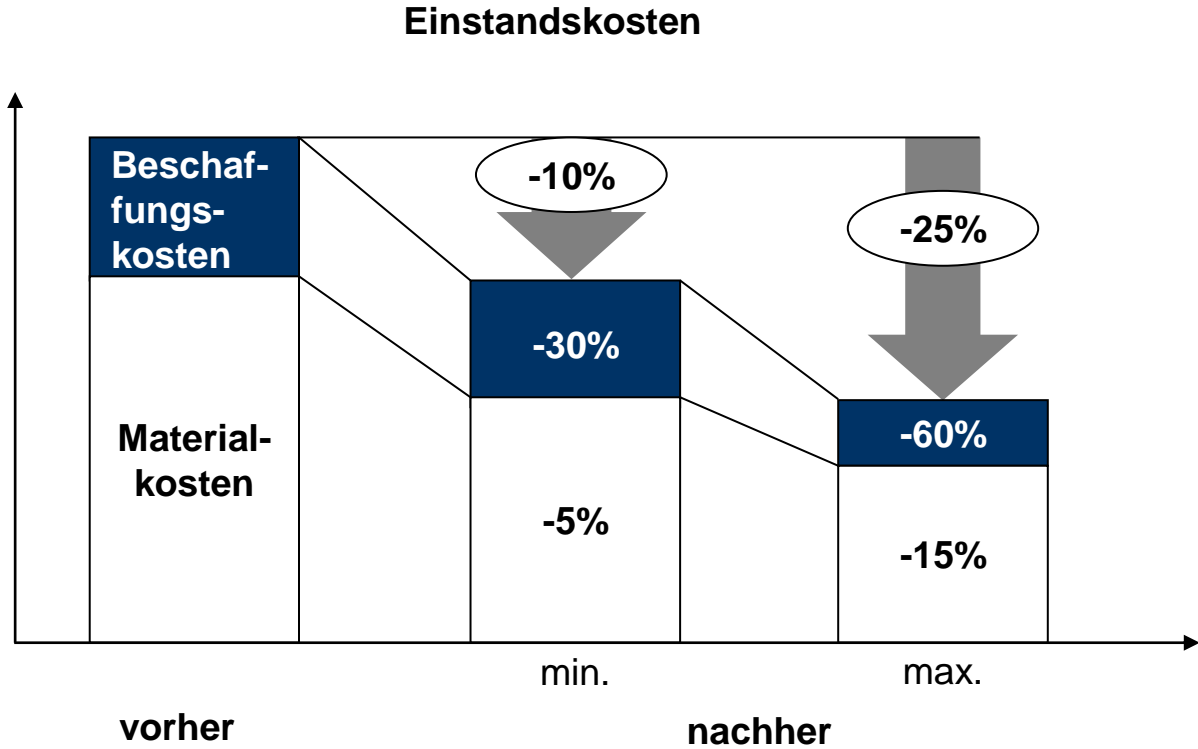 Einstandskosten
Beschaf-
fungs-
kosten
Material-
kosten
-10%
-30%
-5%
-25%
-60%
-15%
min.
max.
vorher
nachher